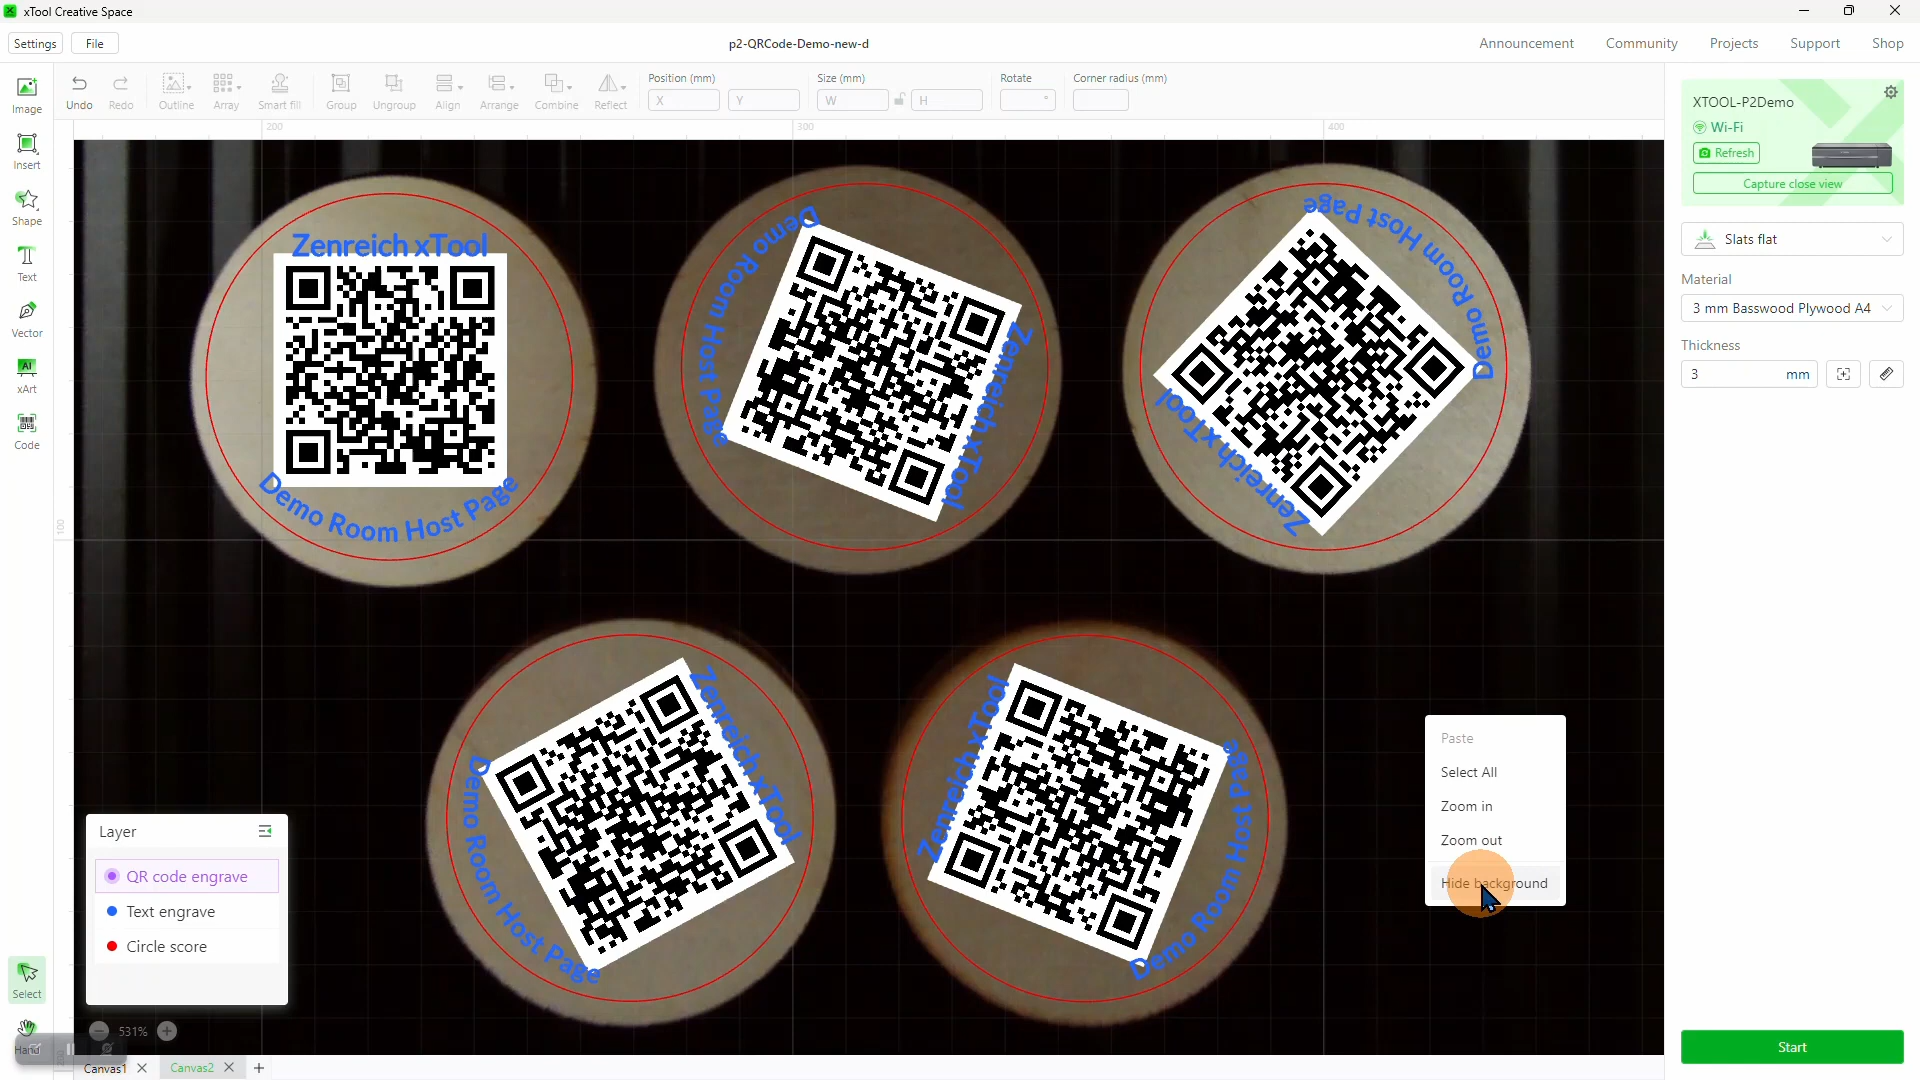 xTool Creative Space
Settings
File
p2-QRCode-Demo-new-d
Announcement
Community
Projects
Support
Shop
Image
Insert
Shape
Text
Vector
xArt
Code
Select
Hand
Undo
Redo
Outline
Array
Smart fill
Group
Ungroup
Align
Arrange
Combine
Reflect
Position (mm)
X
Y
Size (mm)
W
H
Rotate
°
Corner radius (mm)
200
300
400
100
Zenreich xTool
Demo Room Host Page
Demo Room Host Page
Zenreich xTool
Demo Room Host Page
Zenreich xTool
Zenreich xTool
Demo Room Host Page
Zenreich xTool
Demo Room Host Page
Paste
Select All
Zoom in
Zoom out
Hide background
Layer
QR code engrave
Text engrave
Circle score
531%
Canvas1
Canvas2
XTOOL-P2Demo
Wi-Fi
Refresh
Capture close view
Slats flat
Material
3 mm Basswood Plywood A4
Thickness
3 mm
Start
AI